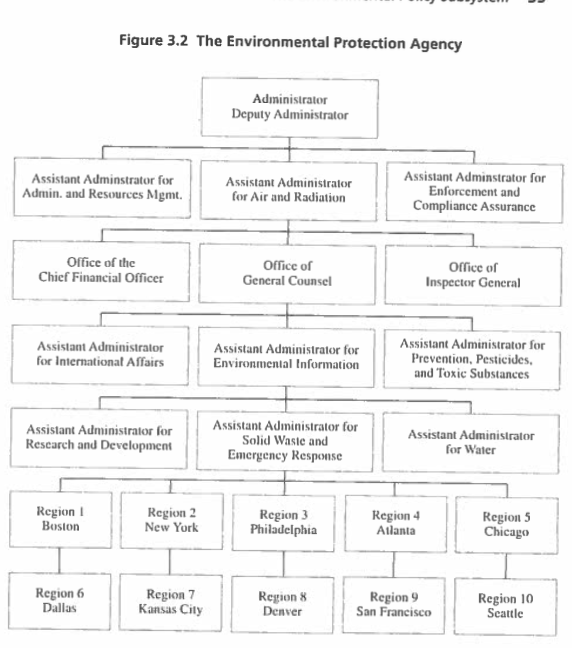 Figure 3.2 The Environmental Protection Agency
Administrator
Deputy Administrator
Assistant Adminstrator for
Admin. and Resources Mgmt.
Assistant Administrator
for Air and Radiation
Assistant Adminstrator for
Enforcement and
Compliance Assurance
Office of the
Chief Financial Officer
Office of
General Counsel
Office of
Inspector General
Assistant Administrator
for International Affairs
Assistant Administrator for
Environmental Information
Assistant Administrator for
Prevention, Pesticides,
and Toxic Substances
Assistant Administrator for
Research and Development
Assistant Administrator for
Solid Waste and
Emergency Response
Assistant Administrator
for Water
Region 1
Boston
Region 2
New York
Region 3
Philadelphia
Region 4
Atlanta
Region 5
Chicago
Region 6
Dallas
Region 7
Kansas City
Region 8
Denver
Region 9
San Francisco
Region 10
Seattle